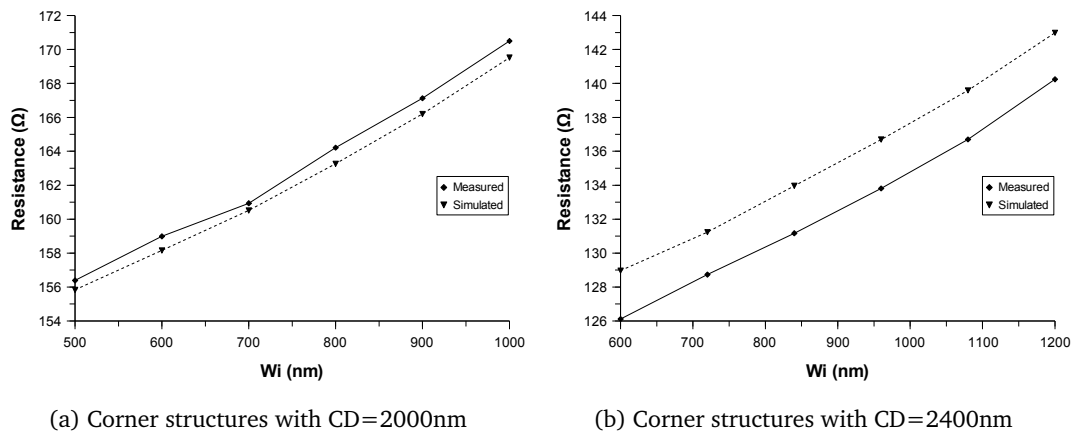 172
170
168
166
164
162
160
158
156
154
Resistance (Ω)
Measured
Simulated
500 600 700 800 900 1000
Wi (nm)
(a) Corner structures with CD=2000nm
144
142
140
138
136
134
132
130
128
126
Resistance (Ω)
Measured
Simulated
600 700 800 900 1000 1100 1200
Wi (nm)
(b) Corner structures with CD=2400nm